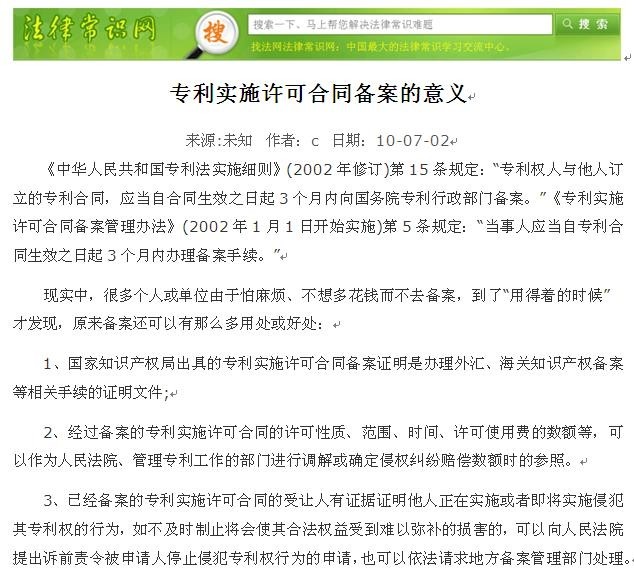 法律常识网
搜
搜索一下、马上帮您解决法律常识难题
搜 索
找法网法律常识网：中国最大的法律常识学习交流中心。
专利实施许可合同备案的意义
来源:未知 作者：c 日期：10-07-02
《中华人民共和国专利法实施细则》(2002 年修订)第 15 条规定：“专利权人与他人订
立的专利合同，应当自合同生效之日起 3 个月内向国务院专利行政部门备案。”《专利实施
许可合同备案管理办法》(2002 年 1 月 1 日开始实施)第 5 条规定：“当事人应当自专利合
同生效之日起 3 个月内办理备案手续。”
现实中，很多个人或单位由于怕麻烦、不想多花钱而不去备案，到了“用得着的时候”
才发现，原来备案还可以有那么多用处或好处：
1、国家知识产权局出具的专利实施许可合同备案证明是办理外汇、海关知识产权备案
等相关手续的证明文件;
2、经过备案的专利实施许可合同的许可性质、范围、时间、许可使用费的数额等，可
以作为人民法院、管理专利工作的部门进行调解或确定侵权纠纷赔偿数额时的参照。
3、已经备案的专利实施许可合同的受让人有证据证明他人正在实施或者即将实施侵犯
其专利权的行为，如不及时制止将会使其合法权益受到难以弥补的损害的，可以向人民法院
提出诉前责令被申请人停止侵犯专利权行为的申请，也可以依法请求地方备案管理部门处理。